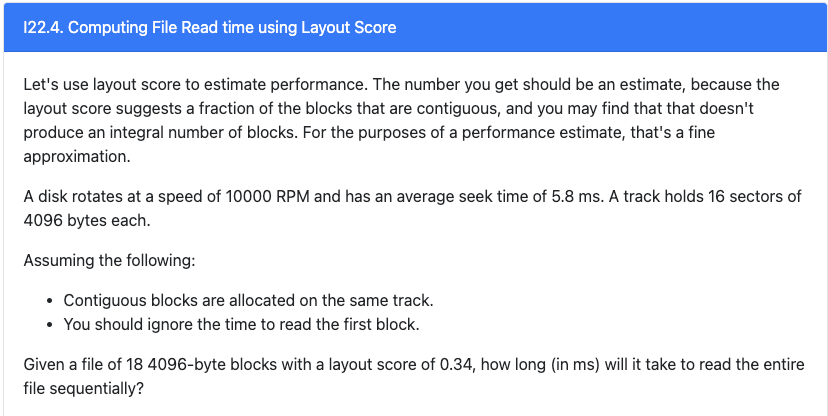 I22.4. Computing File Read time using Layout Score
Let's use layout score to estimate performance. The number you get should be an estimate, because the
layout score suggests a fraction of the blocks that are contiguous, and you may find that that doesn't
produce an integral number of blocks. For the purposes of a performance estimate, that's a fine
approximation.
A disk rotates at a speed of 10000 RPM and has an average seek time of 5.8 ms. A track holds 16 sectors of
4096 bytes each.
Assuming the following:
• Contiguous blocks are allocated on the same track.
• You should ignore the time to read the first block.
Given a file of 18 4096-byte blocks with a layout score of 0.34, how long (in ms) will it take to read the entire
file sequentially?